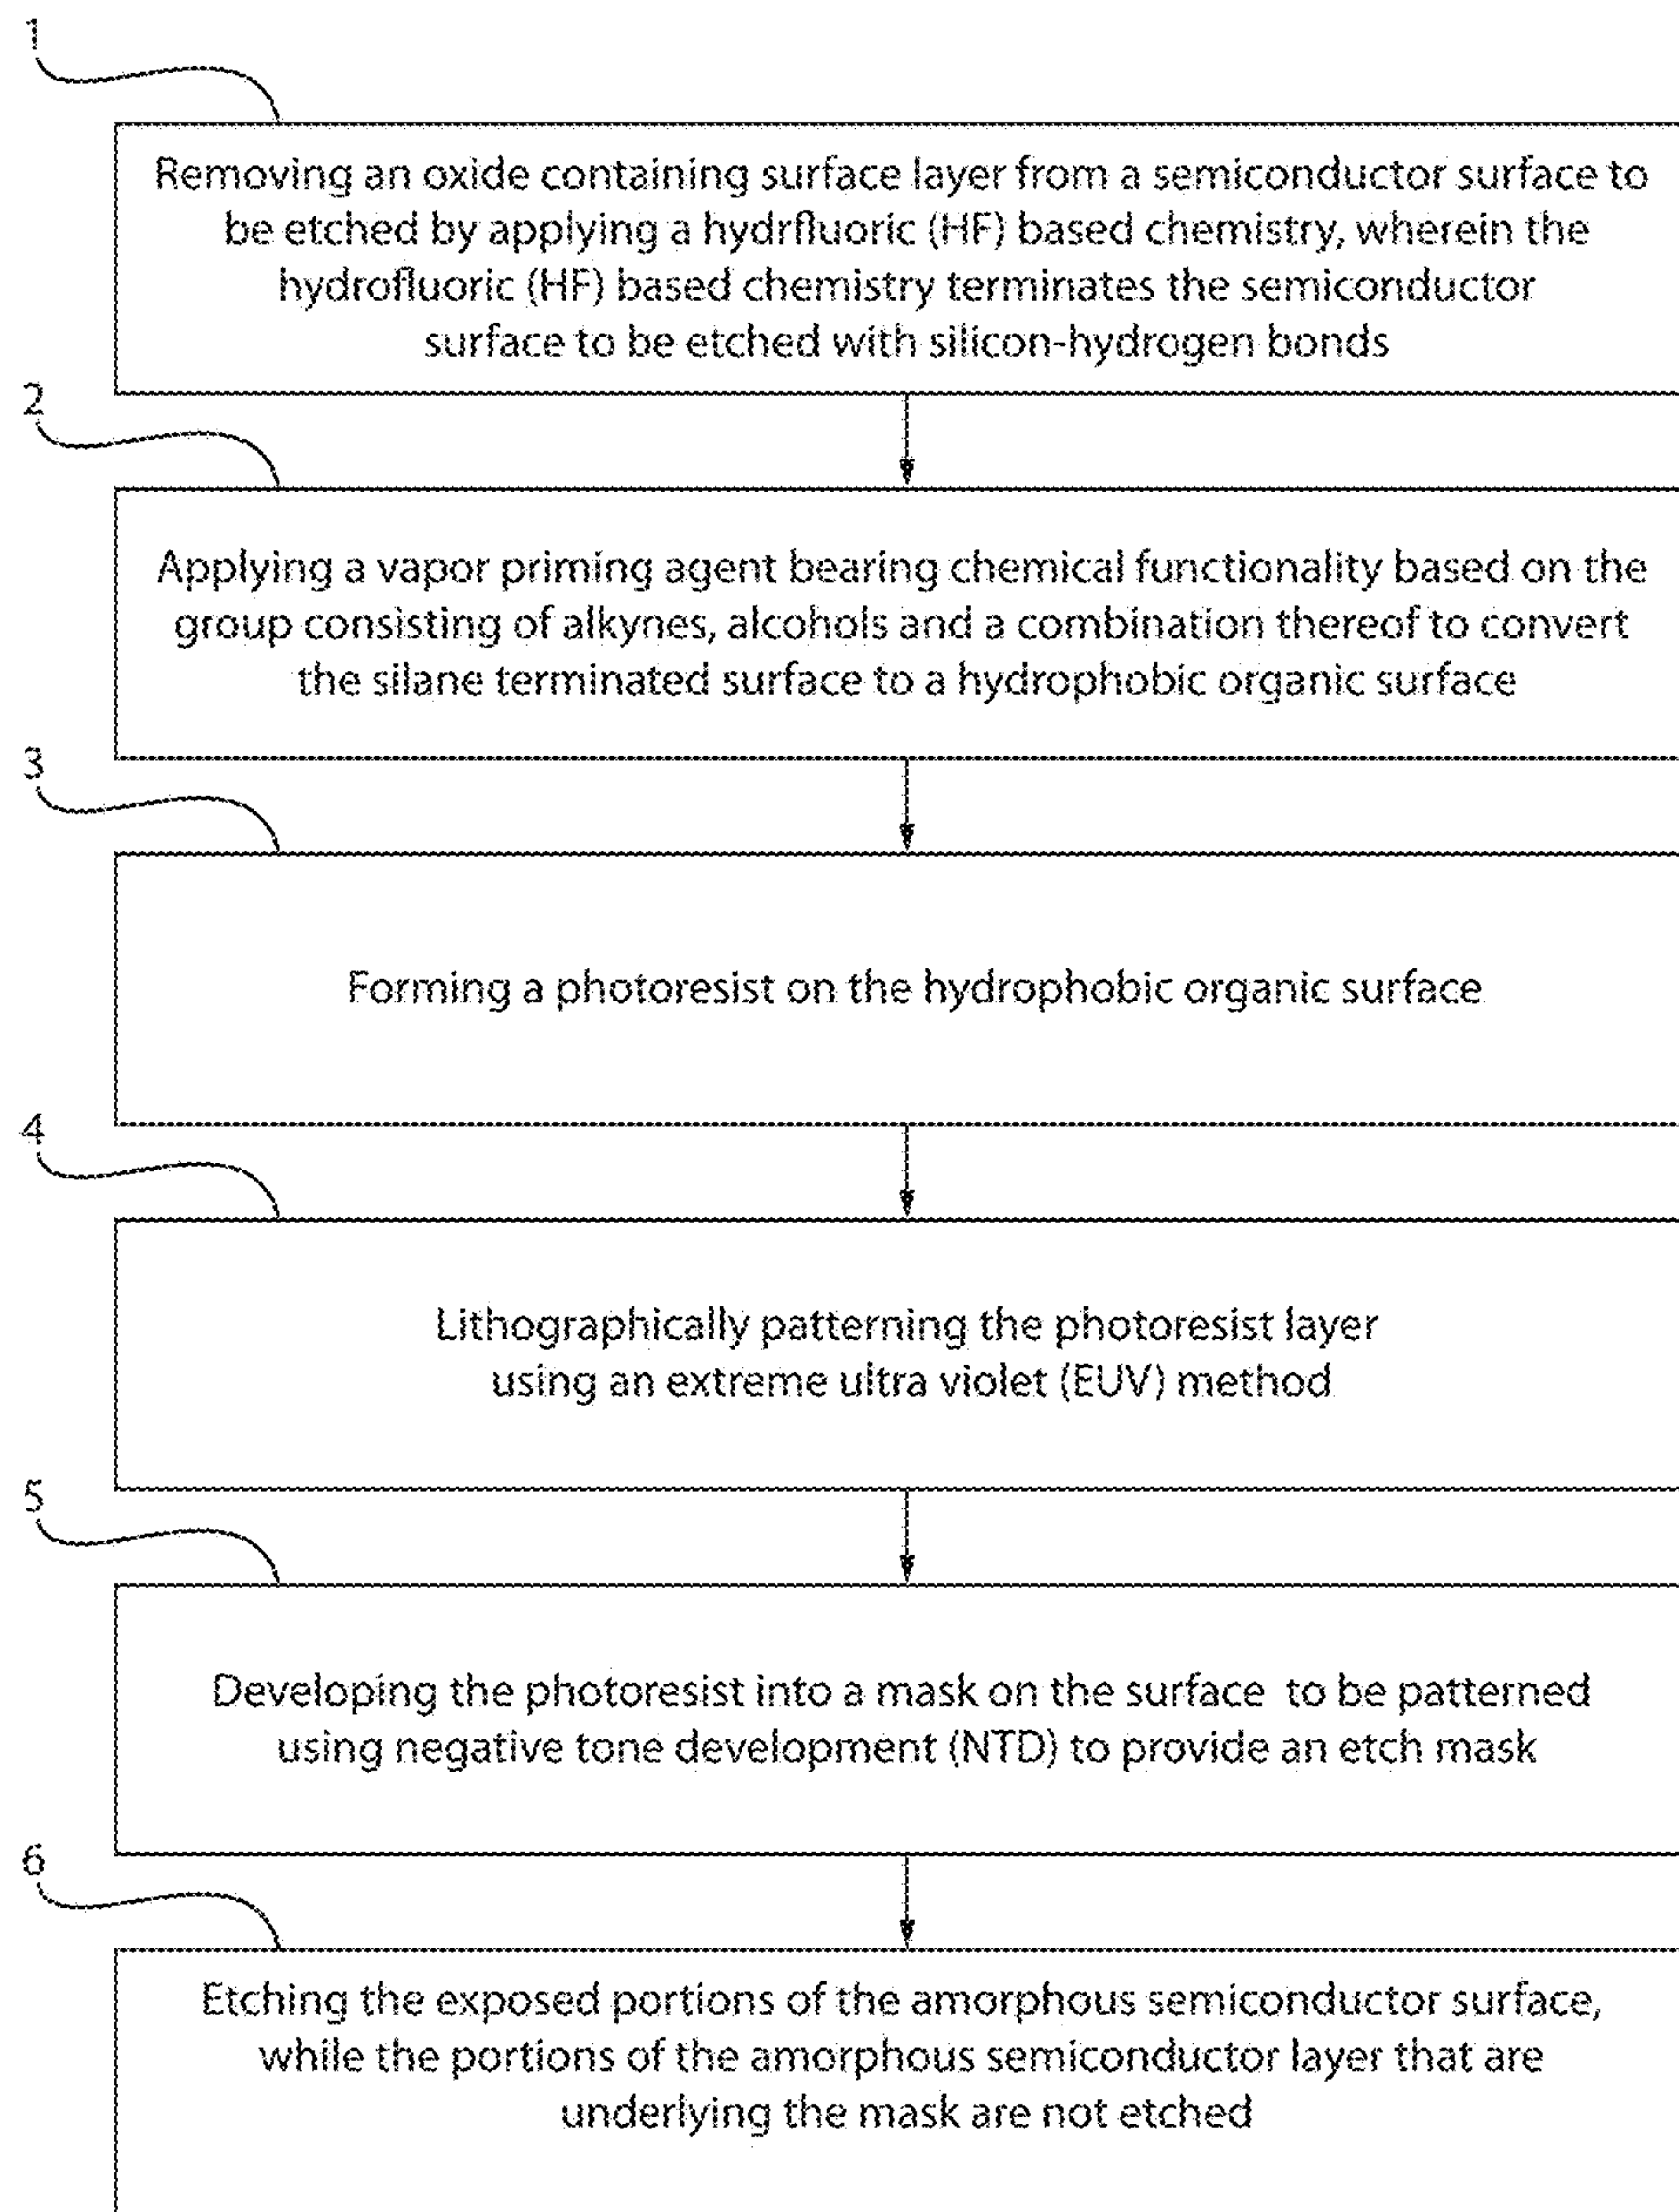 1
Removing an oxide containing surface layer from a semiconductor surface to
be etched by applying a hydrfluoric (HF) based chemistry, wherein the
hydrofluoric (HF) based chemistry terminates the semiconductor
surface to be etched with silicon-hydrogen bonds
2
Applying a vapor priming agent bearing chemical functionality based on the
group consisting of alkynes, alcohols and a combination thereof to convert
the silane terminated surface to a hydrophobic organic surface
3
Forming a photoresist on the hydrophobic organic surface
4
Lithographically patterning the photoresist layer
using an extreme ultra violet (EUV) method
5
Developing the photoresist into a mask on the surface to be patterned
using negative tone development (NTD) to provide an etch mask
6
Etching the exposed portions of the amorphous semiconductor surface,
while the portions of the amorphous semiconductor layer that are
underlying the mask are not etched